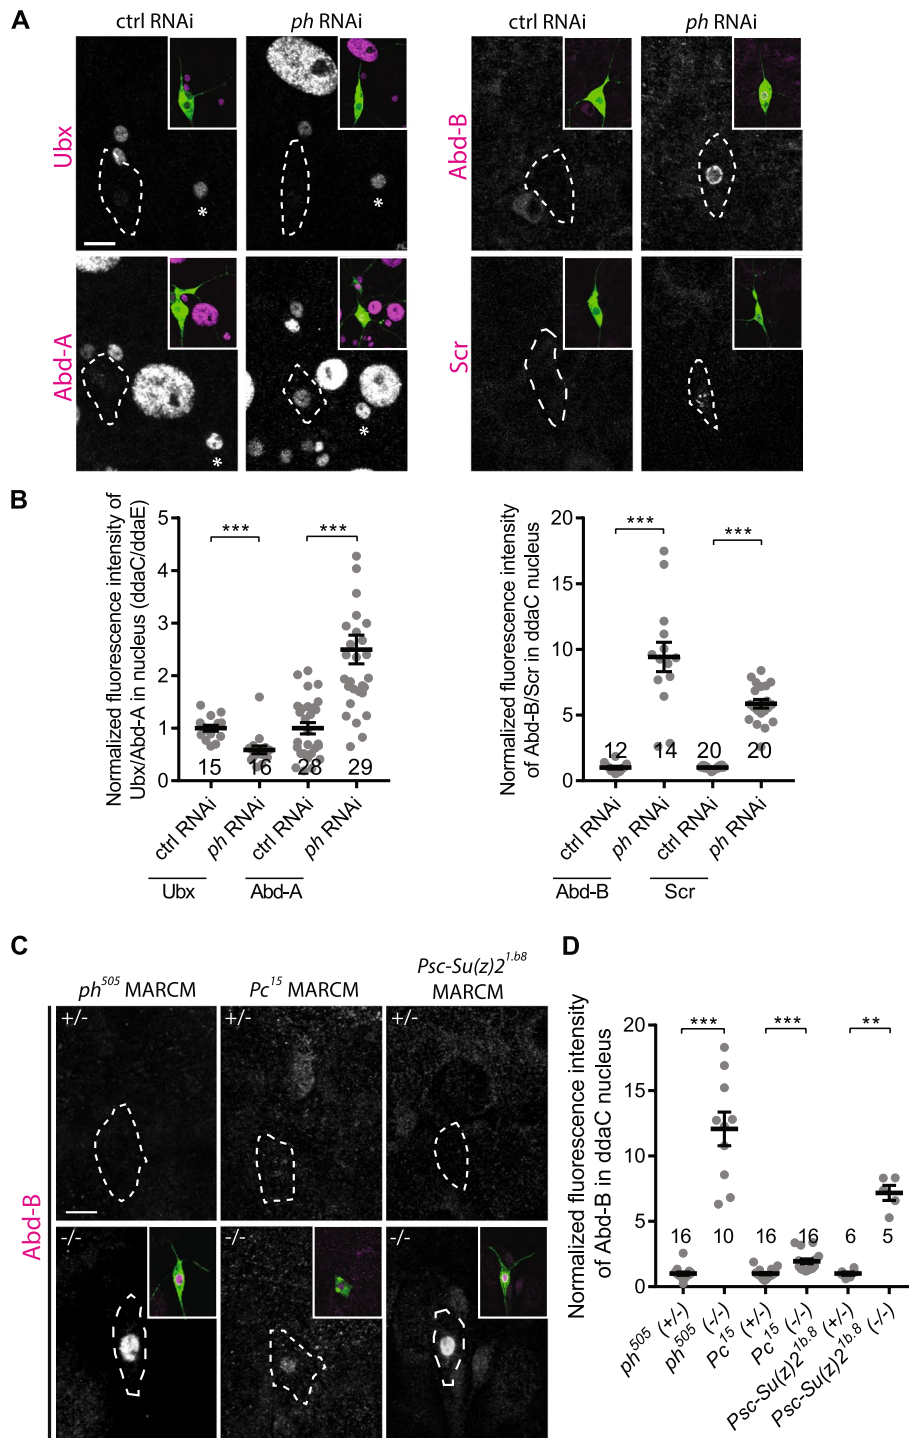 A
ctrl RNAi
ph RNAi
ctrl RNAi
ph RNAi
Ubx
*
*
Abd-B
Abd-A
*
*
Scr
B
Normalized fluorescence intensity of
Ubx/Abd-A in nucleus (ddaC/ddaE)
5
4
3
2
1
0
***
***
15
16
28
29
ctrl RNAi
ph RNAi
ctrl RNAi
ph RNAi
Ubx
Abd-A
Normalized fluorescence intensity
of Abd-B/Scr in ddaC nucleus
20
15
10
5
0
***
***
12
14
20
20
ctrl RNAi
ph RNAi
ctrl RNAi
ph RNAi
Abd-B
Scr
C
ph505 MARCM
Pc15 MARCM
Psc-Su(z)21.b8
MARCM
Abd-B
+/-
+/-
+/-
-/-
-/-
-/-
D
Normalized fluorescence intensity
of Abd-B in ddaC nucleus
20
15
10
5
0
***
***
**
16
10
16
16
6
5
ph505 (+/-)
ph505 (-/-)
Pc15 (+/-)
Pc15 (-/-)
Psc-Su(z)21b.8 (+/-)
Psc-Su(z)21b.8 (-/-)